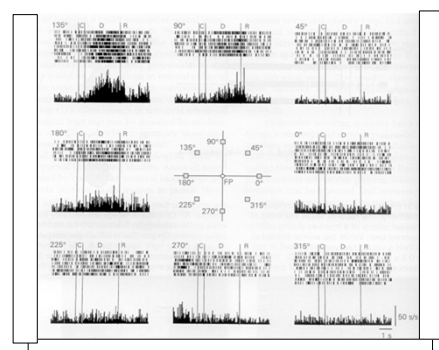 135° C D R
90° C D R
45° C D R
180° C D R
90°
135° 45°
180° 0°
FP
225° 315°
270°
0° C D R
225° C D R
270° C D R
315° C D R
50 s/s
1 s